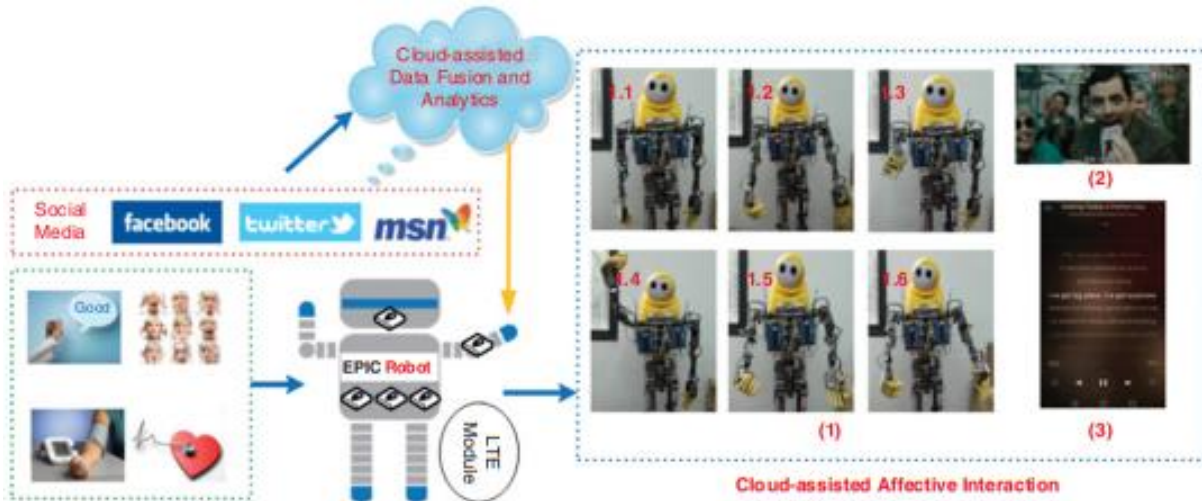 Cloud-assisted
Data Fusion and
Analytics
Social
Media
facebook
twitter
msn
Good
EPIC Robot
LTE
Module
1.1
1.2
1.3
1.4
1.5
1.6
(1)
(2)
(3)
Cloud-assisted Affective Interaction